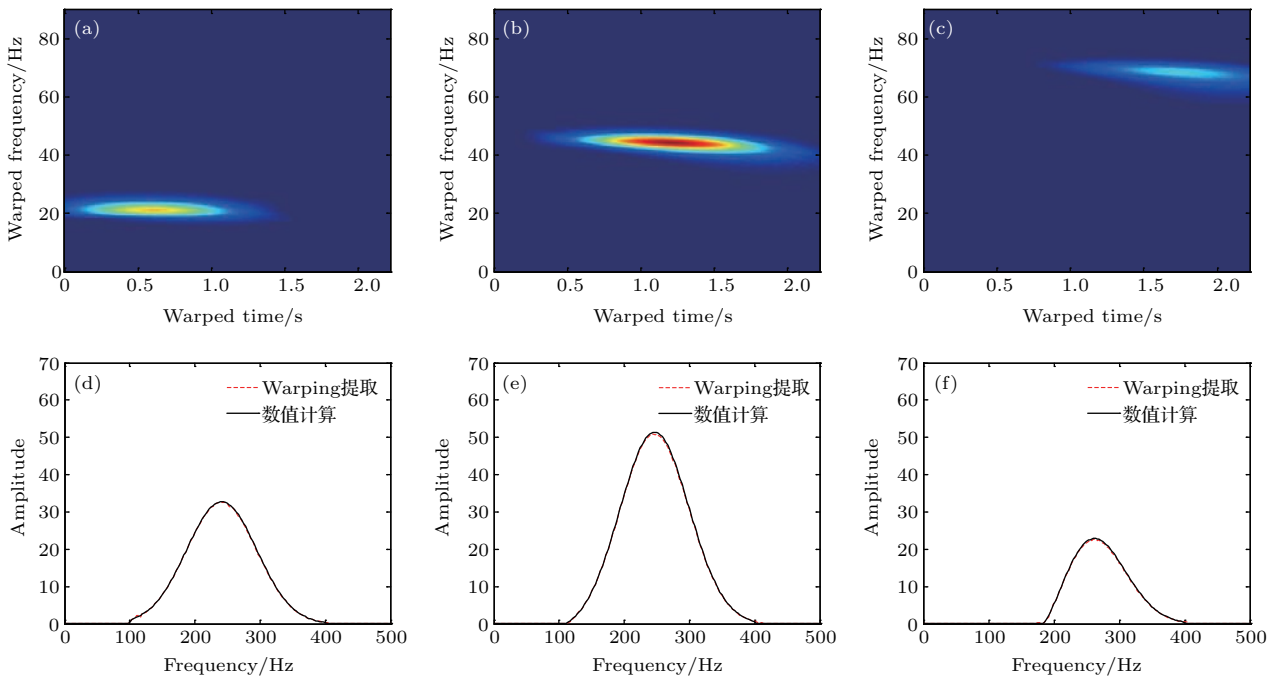 (a)
Warped frequency/Hz
80
60
40
20
0
0 0.5 1.0 1.5 2.0
Warped time/s
(b)
Warped frequency/Hz
80
60
40
20
0
0 0.5 1.0 1.5 2.0
Warped time/s
(c)
Warped frequency/Hz
80
60
40
20
0
0 0.5 1.0 1.5 2.0
Warped time/s
(d)
Warping提取
数值计算
Amplitude
70
60
50
40
30
20
10
0
0 100 200 300 400 500
Frequency/Hz
(e)
Warping提取
数值计算
Amplitude
70
60
50
40
30
20
10
0
0 100 200 300 400 500
Frequency/Hz
(f)
Warping提取
数值计算
Amplitude
70
60
50
40
30
20
10
0
0 100 200 300 400 500
Frequency/Hz